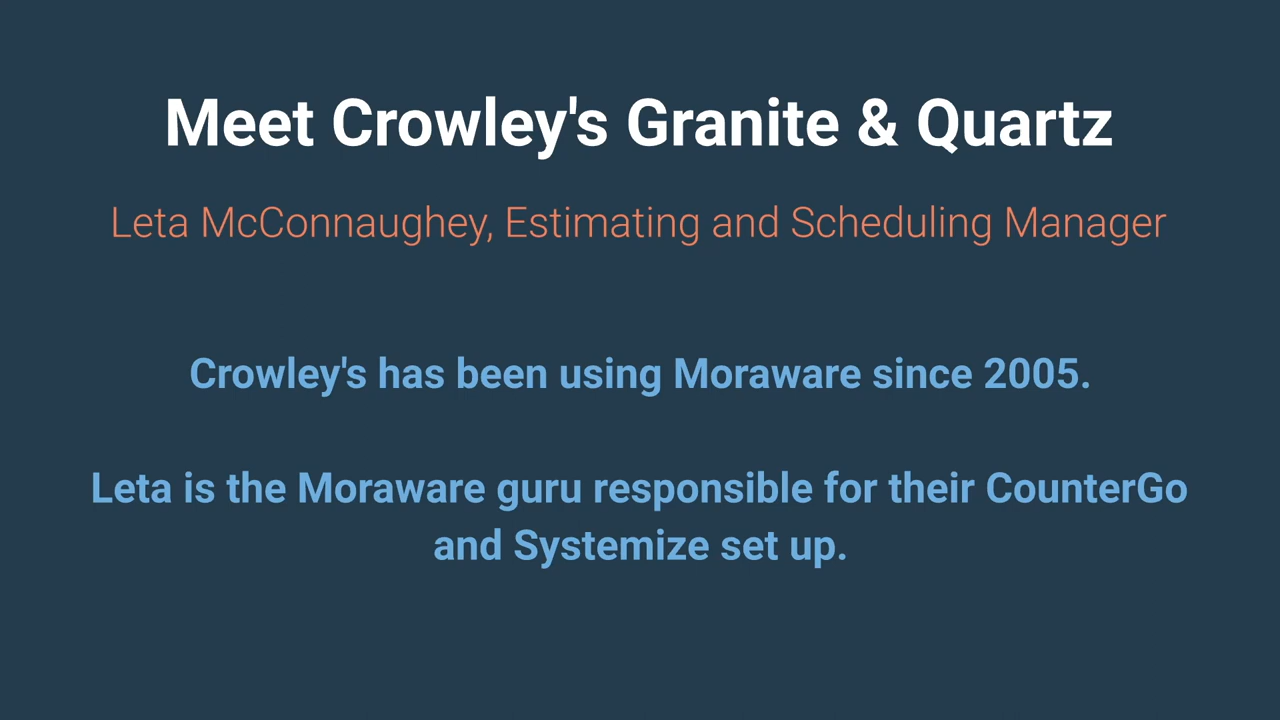 Meet Crowley's Granite & Quartz
Leta McConnaughey, Estimating and Scheduling Manager
Crowley's has been using Moraware since 2005.
Leta is the Moraware guru responsible for their CounterGo
and Systemize set up.